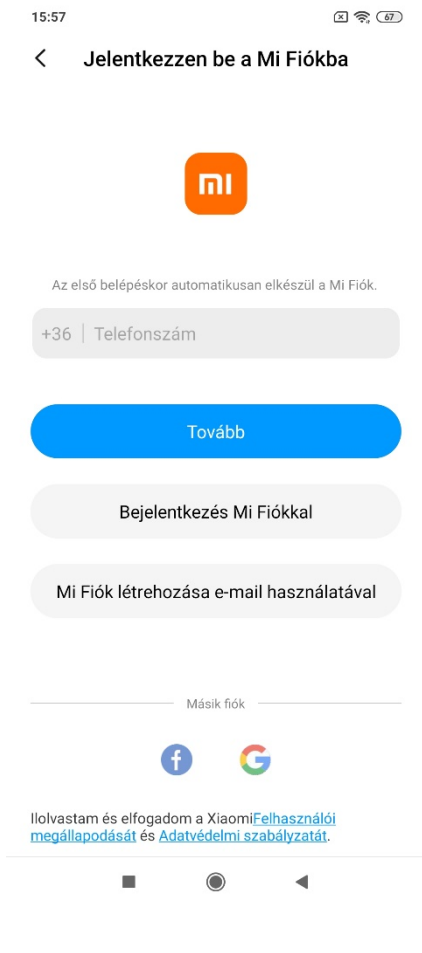 15:57
67
Jelentkezzen be a Mi Fiókba
mi
Az első belépéskor automatikusan elkészül a Mi Fiók.
+36 Telefonszám
Tovább
Bejelentkezés Mi Fiókkal
Mi Fiók létrehozása e-mail használatával
Másik fiók
Ilolvastam és elfogadom a XiaomiFelhasználói
megállapodását és Adatvédelmi szabályzatát.